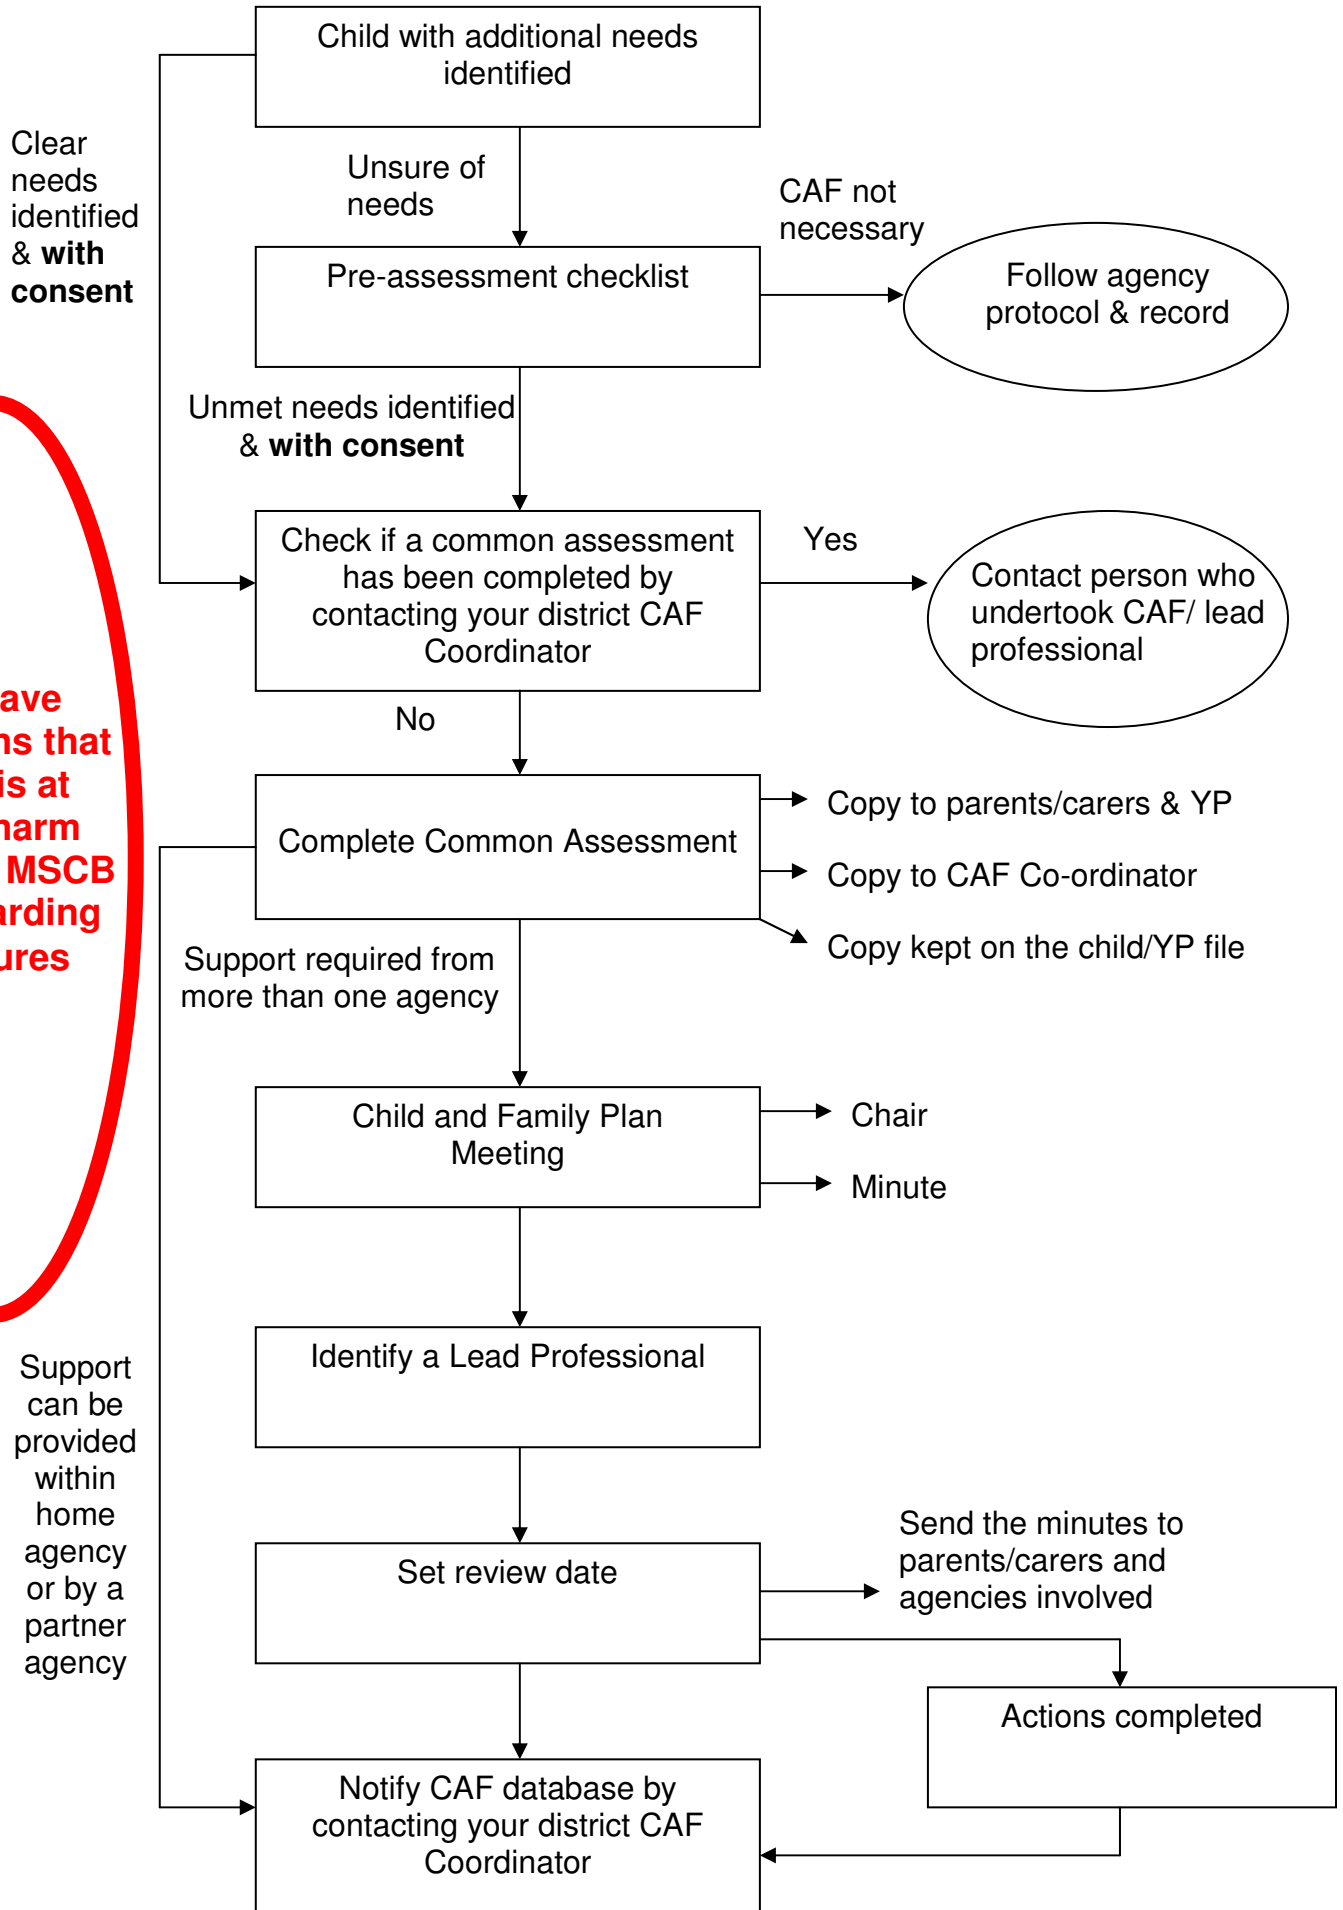 Child with additional needs
identified
Clear
needs
identified
& with
consent
Unsure of
needs
CAF not
necessary
Pre-assessment checklist
Follow agency
protocol & record
Unmet needs identified
& with consent
Check if a common assessment
has been completed by
contacting your district CAF
Coordinator
Yes
Contact person who
undertook CAF/ lead
professional
No
ave
ns that
is at
harm
MSCB
arding
ures
Complete Common Assessment
Copy to parents/carers & YP
Copy to CAF Co-ordinator
Copy kept on the child/YP file
Support required from
more than one agency
Child and Family Plan
Meeting
Chair
Minute
Identify a Lead Professional
Support
can be
provided
within
home
agency
or by a
partner
agency
Set review date
Send the minutes to
parents/carers and
agencies involved
Actions completed
Notify CAF database by
contacting your district CAF
Coordinator